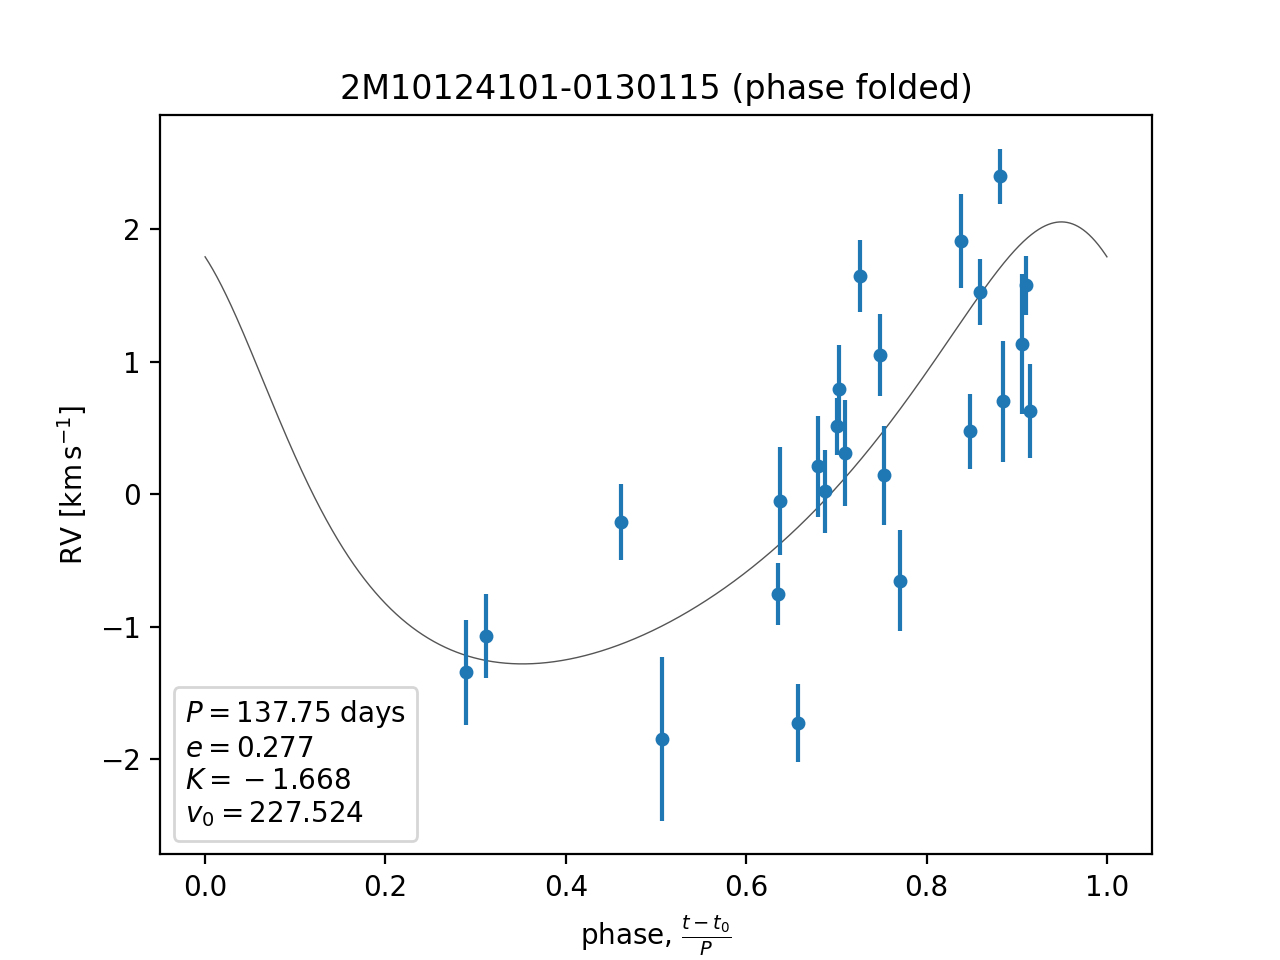 2M10124101-0130115 (phase folded)
RV [km s⁻¹]
2
1
0
−1
−2
P = 137.75 days
e = 0.277
K = −1.668
v₀ = 227.524
0.0 0.2 0.4 0.6 0.8 1.0
phase, (t − t₀)/P